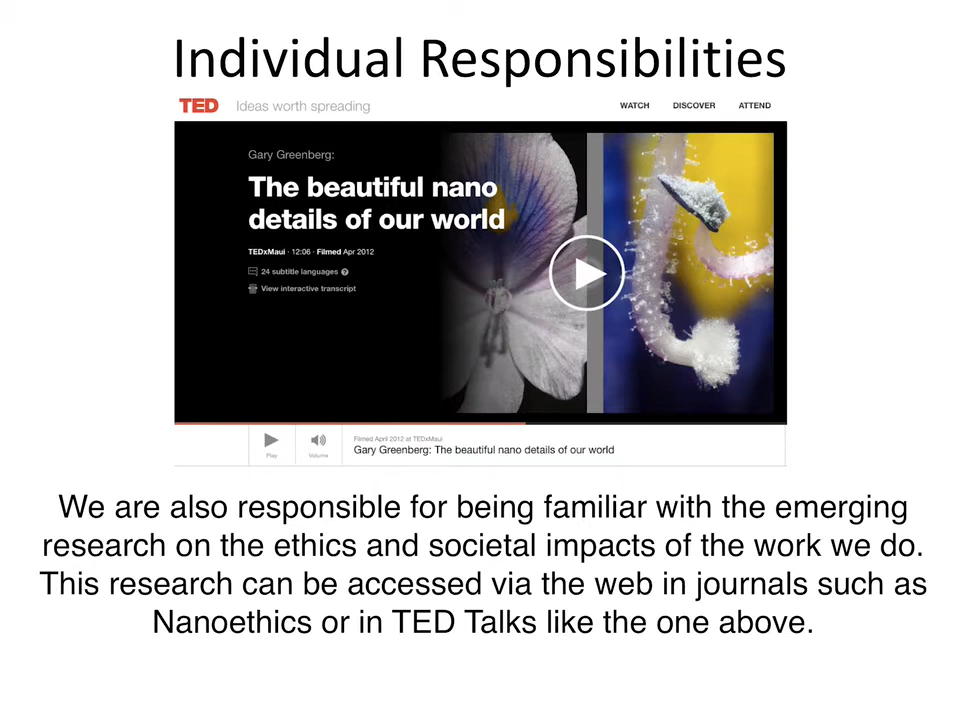 Individual Responsibilities
TED Ideas worth spreading WATCH DISCOVER ATTEND
Gary Greenberg:
The beautiful nano
details of our world
TEDxMaui · 12:06 · Filmed Apr 2012
24 subtitle languages ?
View interactive transcript
Filmed April 2012 at TEDxMaui
Gary Greenberg: The beautiful nano details of our world
Play Volume
We are also responsible for being familiar with the emerging
research on the ethics and societal impacts of the work we do.
This research can be accessed via the web in journals such as
Nanoethics or in TED Talks like the one above.